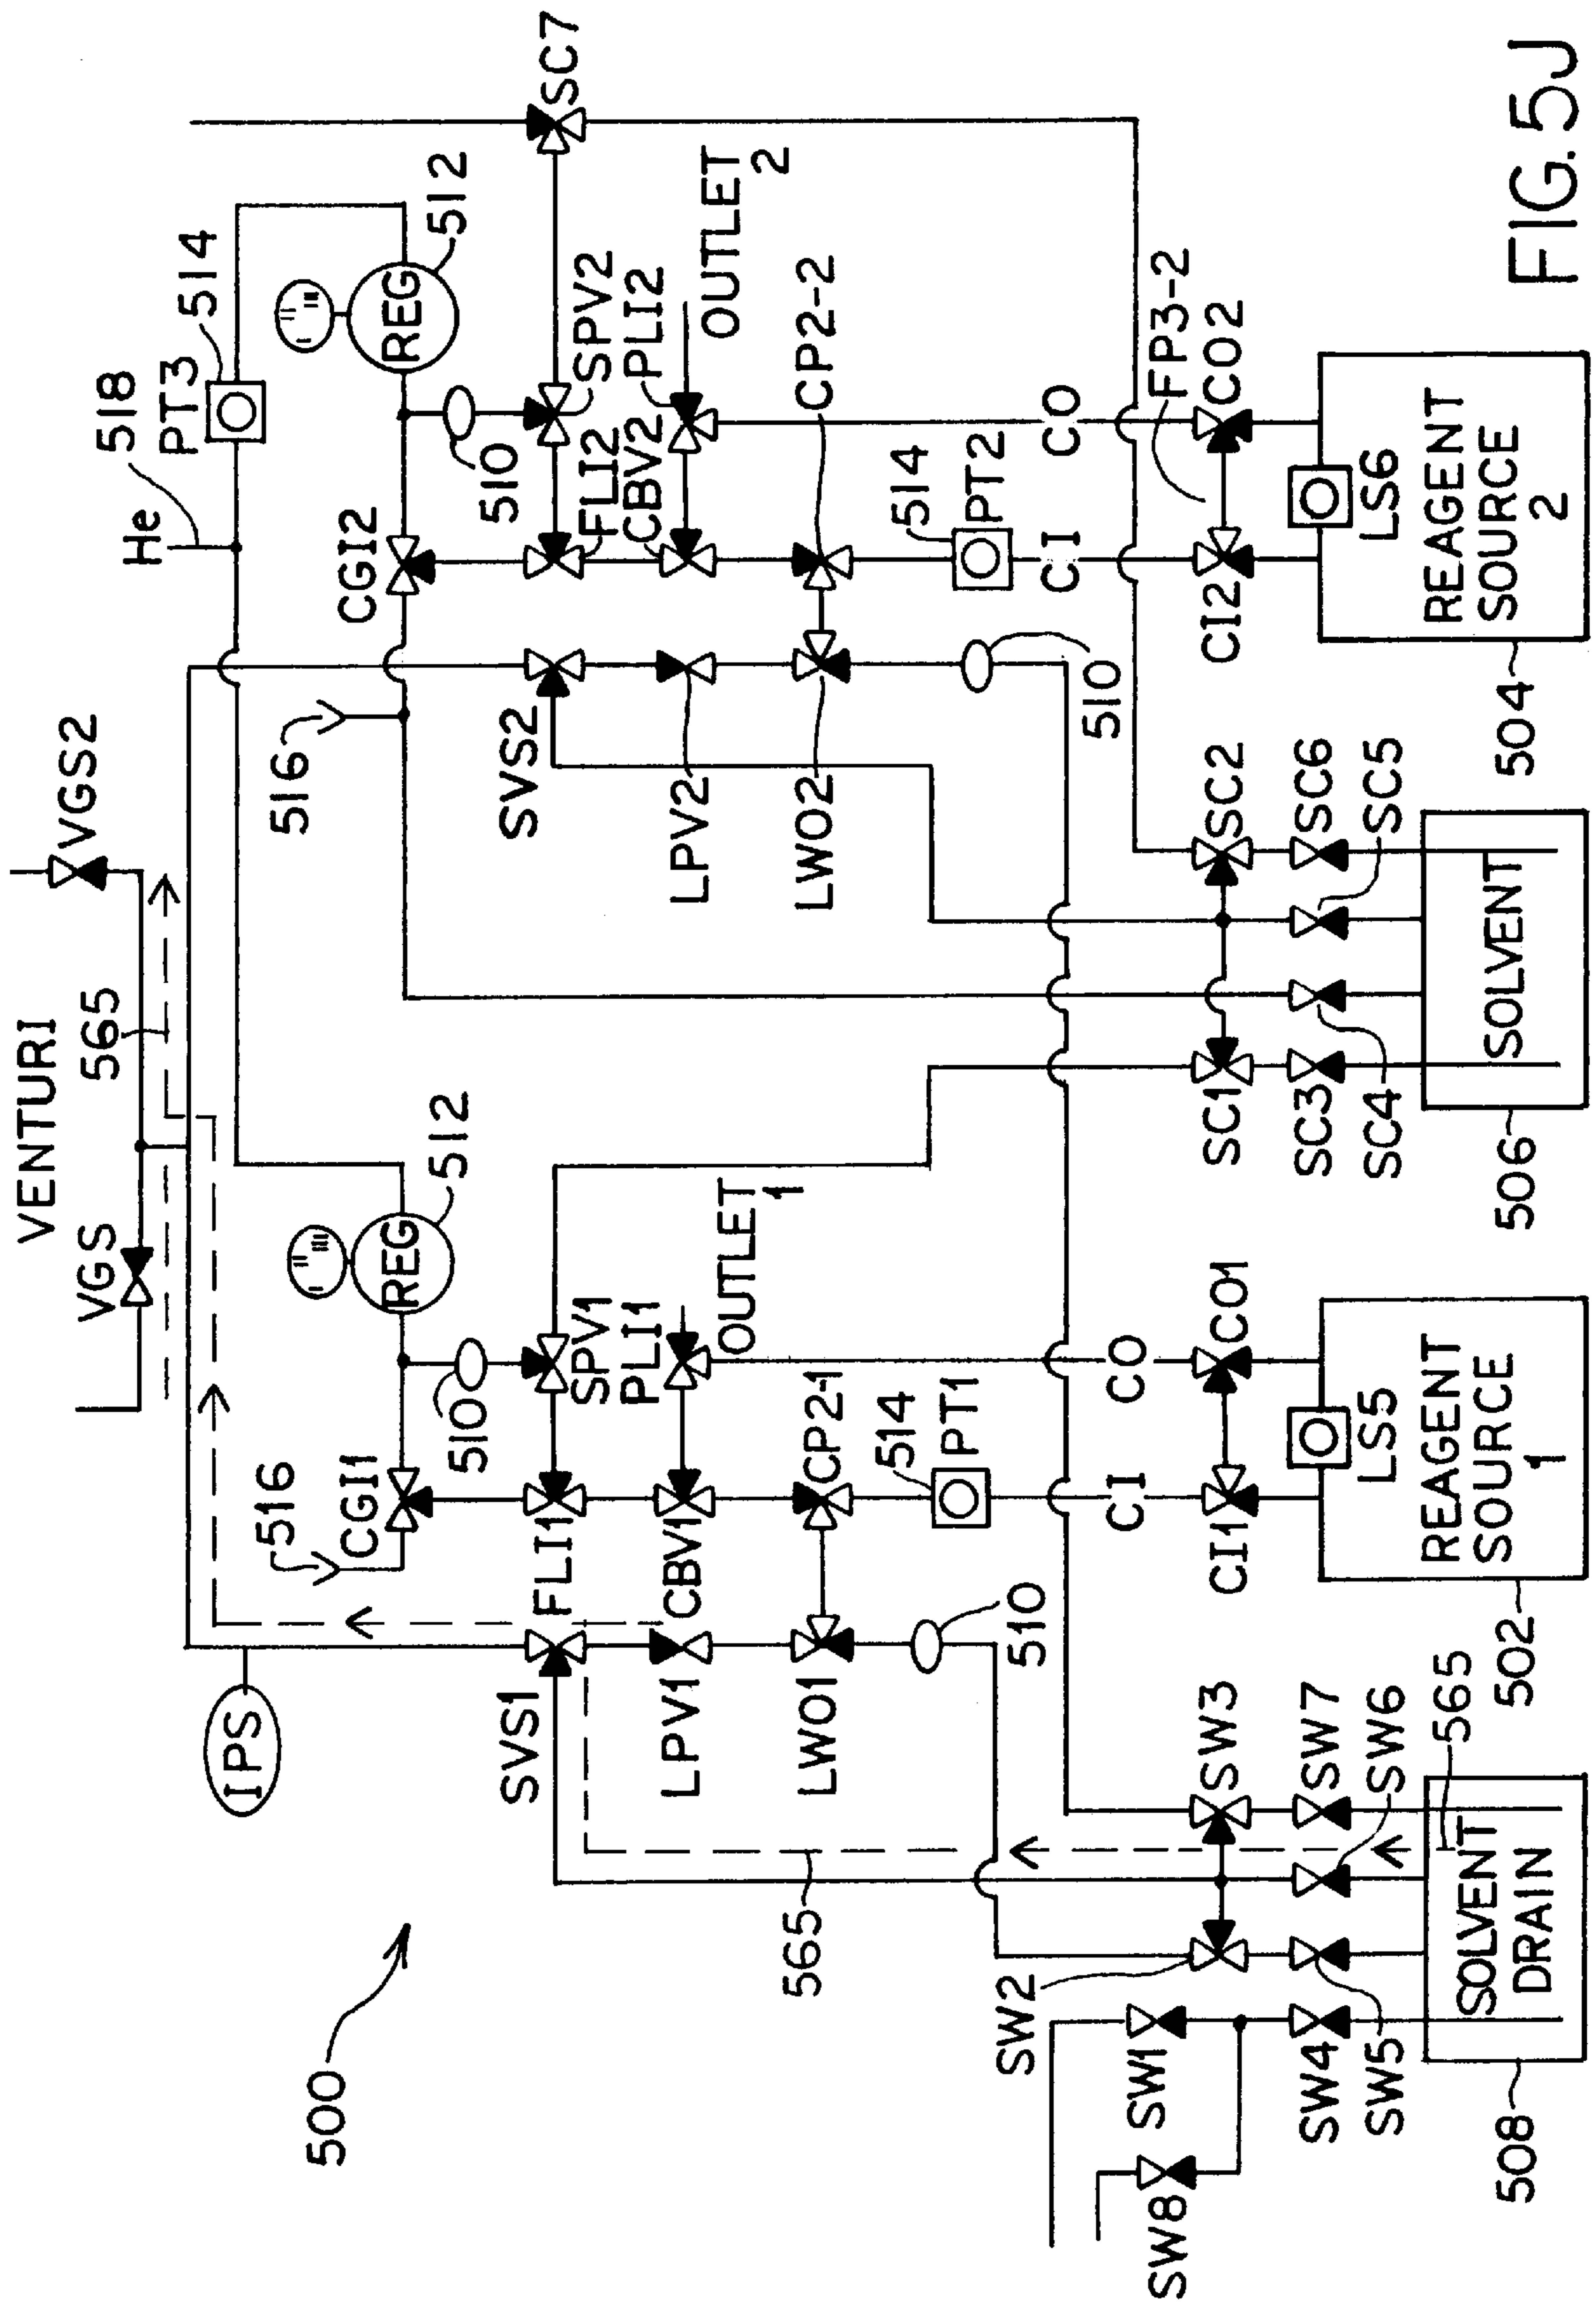 VENTURI
VGS
VGS2
565
He
518
PT3
514
512
REG
REG
512
516
516
CGI1
CGI2
IPS
510
510
SVS1
FLI1
SPV1
PLI1
OUTLET
1
CBV1
LPV1
CP2-1
LWO1
510
514
PT1
CI
CO
CI1
CO1
LS5
REAGENT
SOURCE
1
502
SVS2
LPV2
LWO2
510
FLI2
CBV2
SPV2
PLI2
OUTLET
2
SC7
CP2-2
514
PT2
CI
CO
FP3-2
CI2
CO2
LS6
REAGENT
SOURCE
2
504
SC1
SC2
SC3
SC4
SC6
SC5
SOLVENT
506
500
565
SW2
SW1
SW8
SW3
SW4
SW5
SW7
SW6
565
SOLVENT
DRAIN
508
FIG. 5J